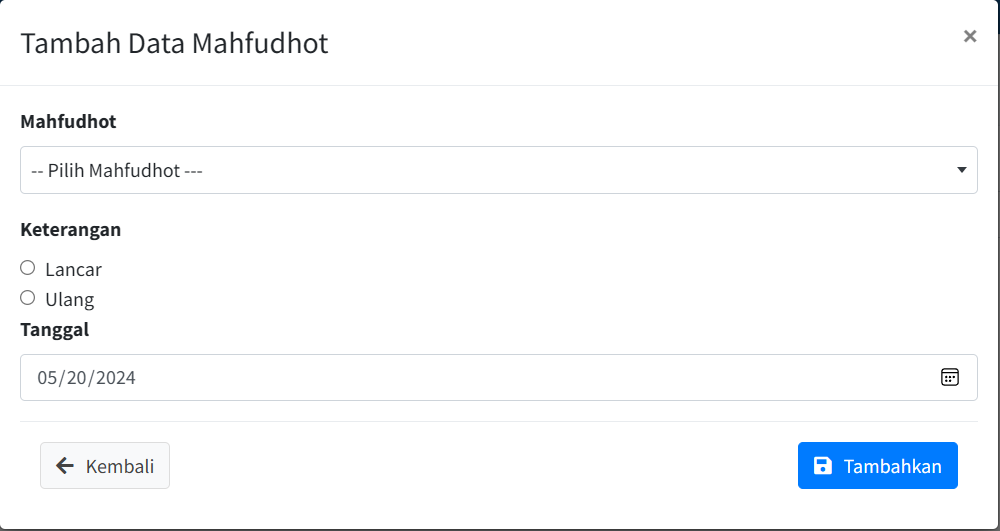 Tambah Data Mahfudhot
×
Mahfudhot
-- Pilih Mahfudhot ---
Keterangan
Lancar
Ulang
Tanggal
05/20/2024
Kembali
Tambahkan